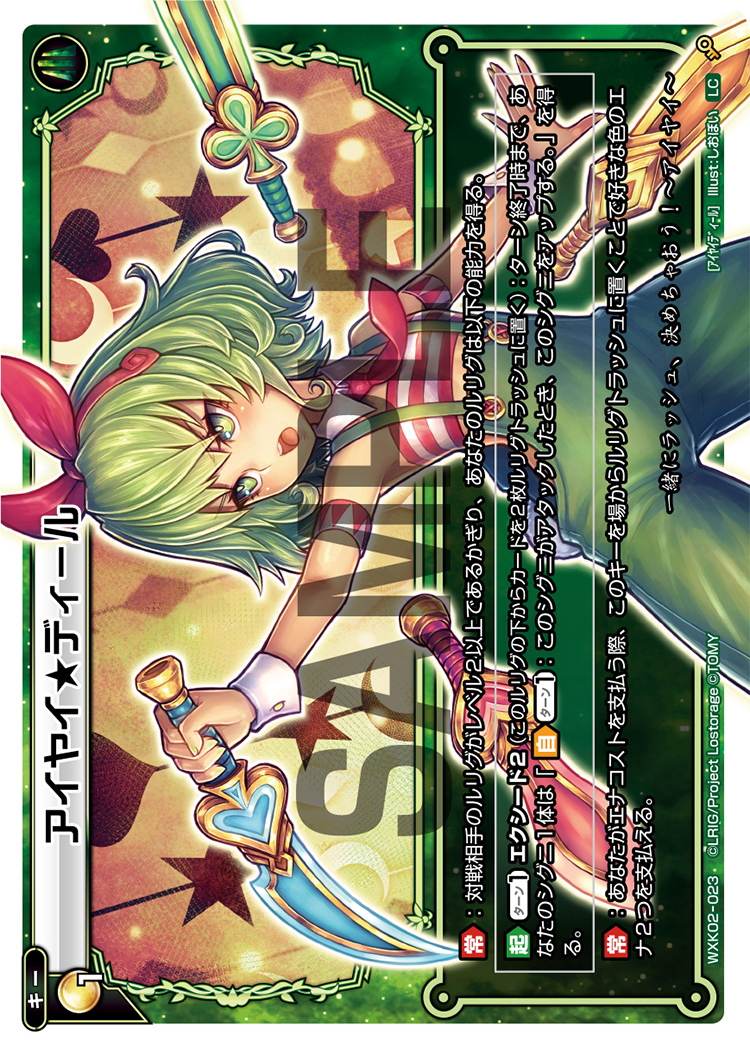 キー
1
アイヤイ★ディール
SAMPLE
常：対戦相手のルリグがレベル２以上であるかぎり、あなたのルリグは以下の能力を得る。
起 ターン1 エクシード２（このルリグの下からカードを２枚ルリグトラッシュに置く）：ターン終了時まで、あ
なたのシグニ１体は「自 ターン1：このシグニがアタックしたとき、このシグニをアップする。」を得
る。
常：あなたがエナコストを支払う際、このキーを場からルリグトラッシュに置くことで好きな色のエ
ナ２つを支払える。
一緒にラッシュ、決めちゃおう！～アイヤイ～
WXK02-023 ©LRIG/Project Lostorage ©TOMY
[アイヤイディール] Illust:しおぼい LC